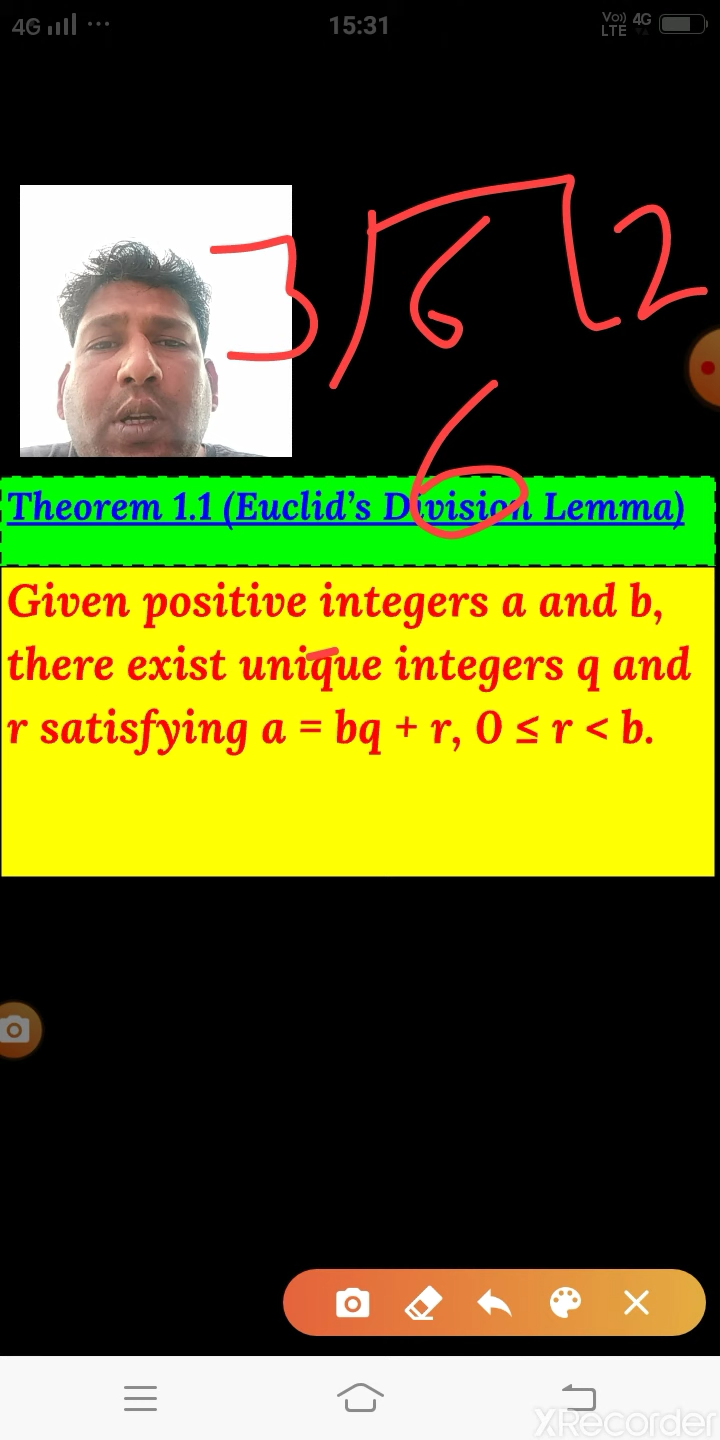 4G 15:31 Vo)) LTE 4G
3 6 2
6
Theorem 1.1 (Euclid's Division Lemma)
Given positive integers a and b,
there exist unique integers q and
r satisfying a = bq + r, 0 ≤ r < b.
XRecorder